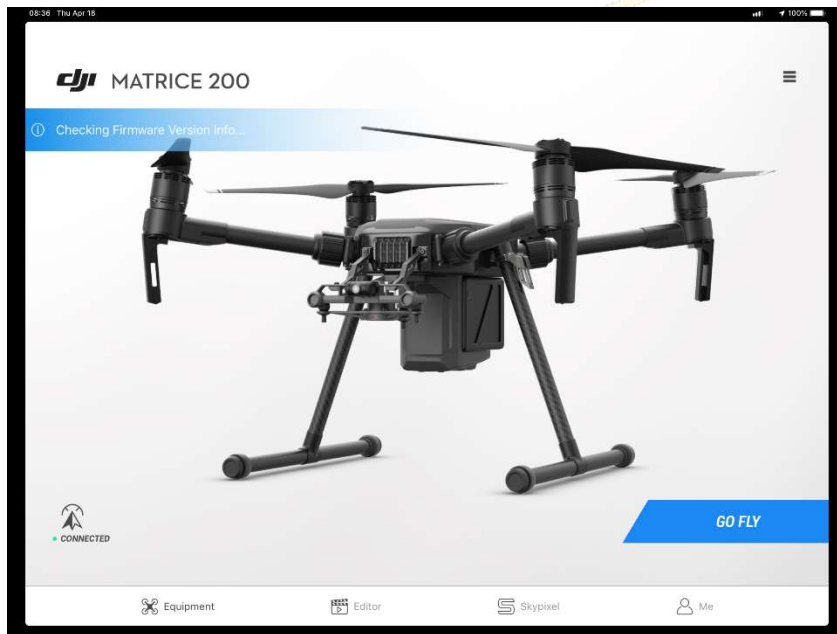 08:36 Thu Apr 18
100%
dji MATRICE 200
Checking Firmware Version Info...
CONNECTED
GO FLY
Equipment
Editor
Skypixel
Me